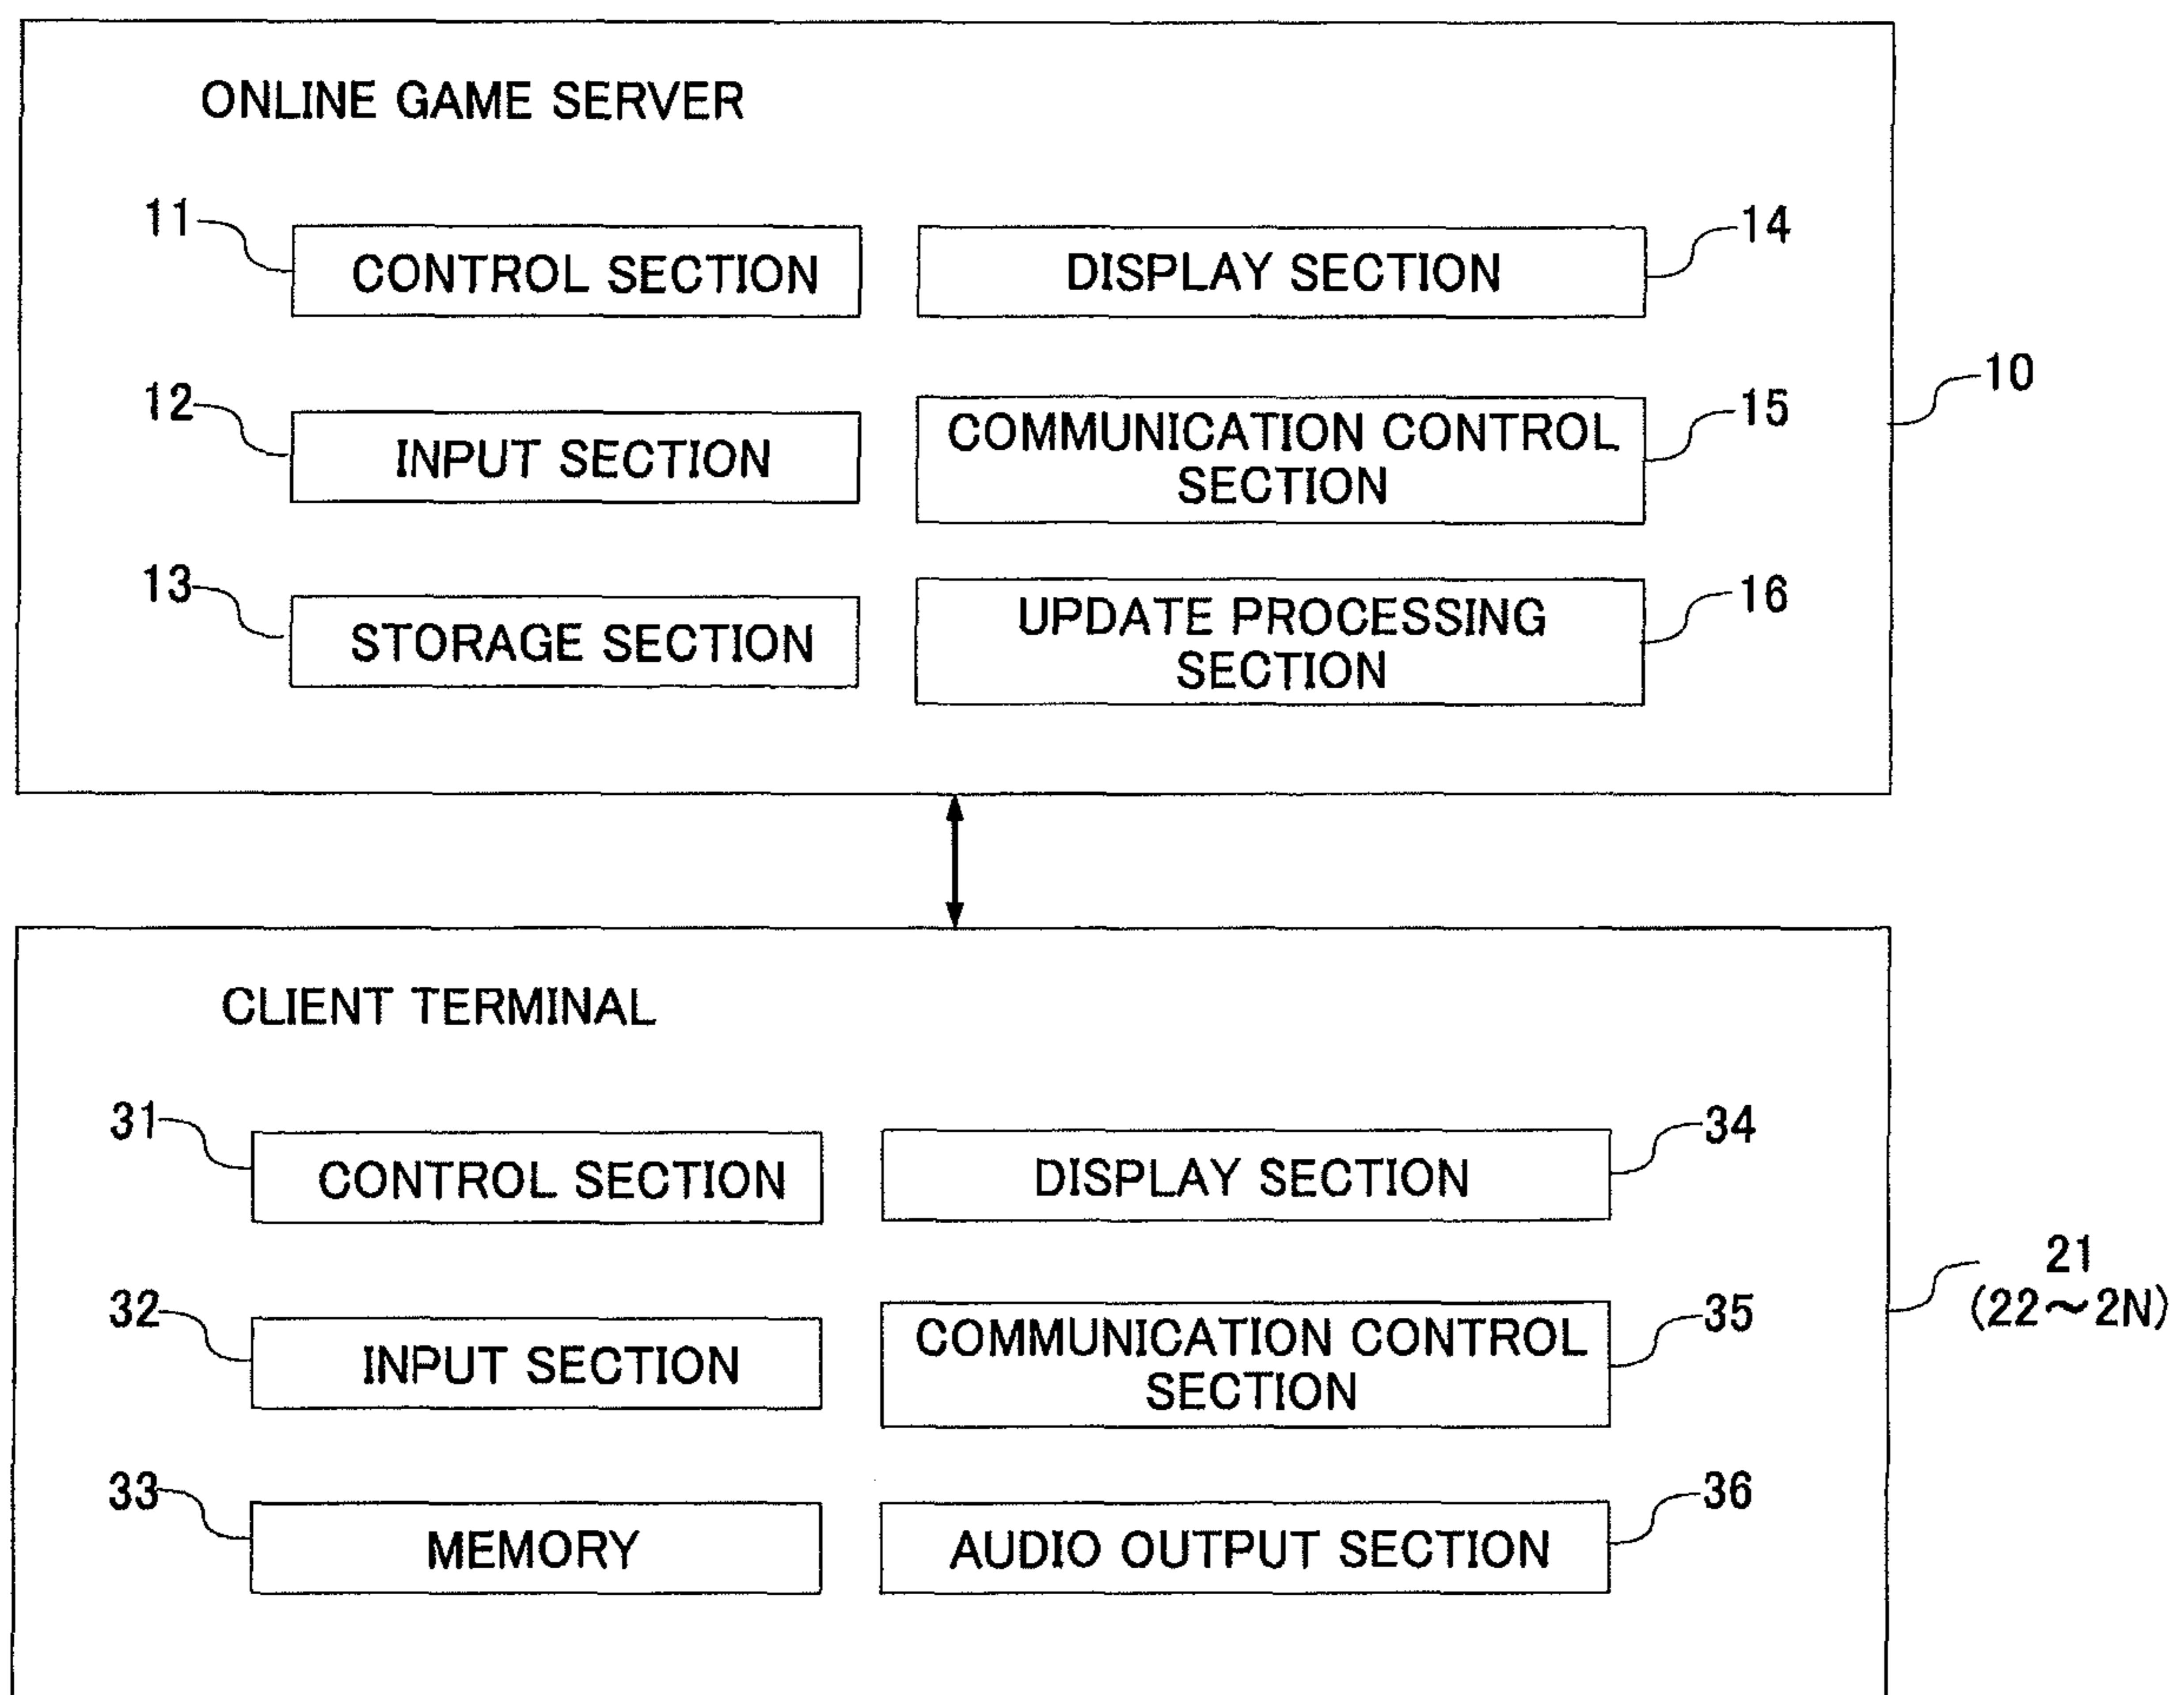 ONLINE GAME SERVER
11
CONTROL SECTION
DISPLAY SECTION
14
10
12
INPUT SECTION
COMMUNICATION CONTROL
SECTION
15
13
STORAGE SECTION
UPDATE PROCESSING
SECTION
16
CLIENT TERMINAL
31
CONTROL SECTION
DISPLAY SECTION
34
21
(22～2N)
32
INPUT SECTION
COMMUNICATION CONTROL
SECTION
35
33
MEMORY
AUDIO OUTPUT SECTION
36